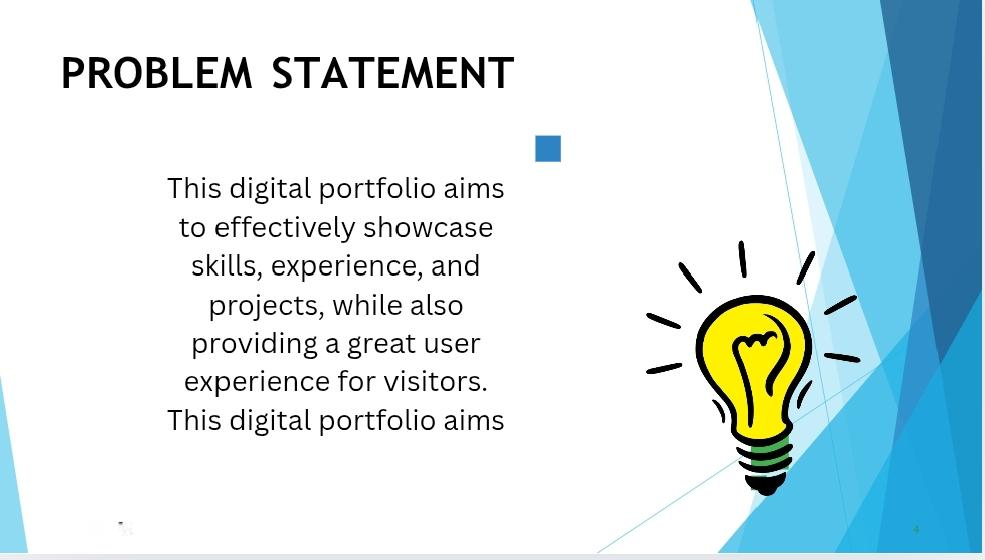 PROBLEM STATEMENT
This digital portfolio aims
to effectively showcase
skills, experience, and
projects, while also
providing a great user
experience for visitors.
This digital portfolio aims
4